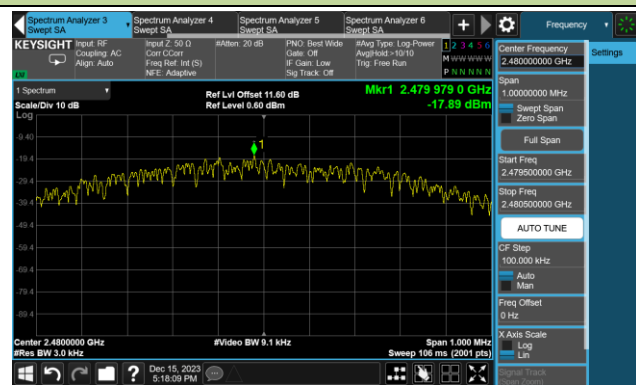 Spectrum Analyzer 3
Swept SA
Spectrum Analyzer 4
Swept SA
Spectrum Analyzer 5
Swept SA
Spectrum Analyzer 6
Swept SA
+
Frequency
KEYSIGHT
Input: RF
Coupling: AC
Align: Auto
Input Z: 50 Ω
Corr CCorr
Freq Ref: Int (S)
NFE: Adaptive
#Atten: 20 dB
PNO: Best Wide
Gate: Off
IF Gain: Low
Sig Track: Off
#Avg Type: Log-Power
Avg|Hold:>10/10
Trig: Free Run
1 2 3 4 5 6
M W W W W W
P N N N N N
1 Spectrum
Scale/Div 10 dB
Log
Ref Lvl Offset 11.60 dB
Ref Level 0.60 dBm
Mkr1 2.479 979 0 GHz
-17.89 dBm
1
-9.40
-19.4
-29.4
-39.4
-49.4
-59.4
-69.4
-79.4
-89.4
Center 2.4800000 GHz
#Res BW 3.0 kHz
#Video BW 9.1 kHz
Span 1.000 MHz
Sweep 106 ms (2001 pts)
Dec 15, 2023
5:18:09 PM
?
Center Frequency
2.480000000 GHz
Settings
Span
1.00000000 MHz
Swept Span
Zero Span
Full Span
Start Freq
2.479500000 GHz
Stop Freq
2.480500000 GHz
AUTO TUNE
CF Step
100.000 kHz
Auto
Man
Freq Offset
0 Hz
X Axis Scale
Log
Lin
Signal Track
(Span Zoom)